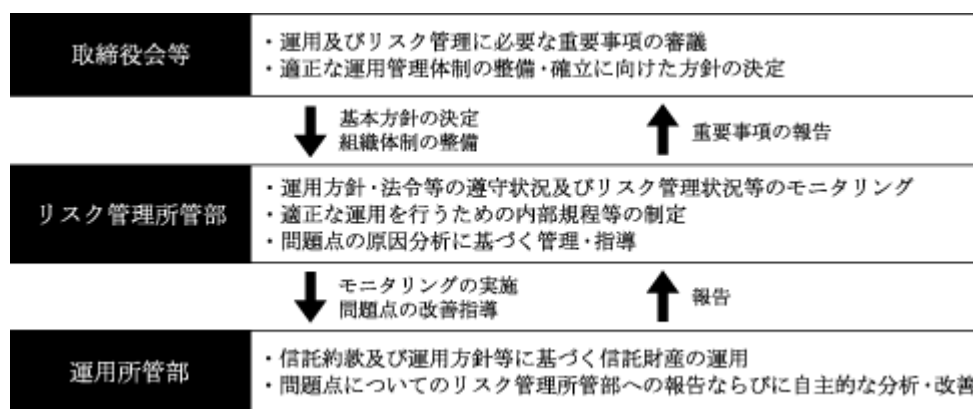 取締役会等
・運用及びリスク管理に必要な重要事項の審議
・適正な運用管理体制の整備・確立に向けた方針の決定
基本方針の決定
組織体制の整備
重要事項の報告
リスク管理所管部
・運用方針・法令等の遵守状況及びリスク管理状況等のモニタリング
・適正な運用を行うための内部規程等の制定
・問題点の原因分析に基づく管理・指導
モニタリングの実施
問題点の改善指導
報告
運用所管部
・信託約款及び運用方針等に基づく信託財産の運用
・問題点についてのリスク管理所管部への報告ならびに自主的な分析・改善